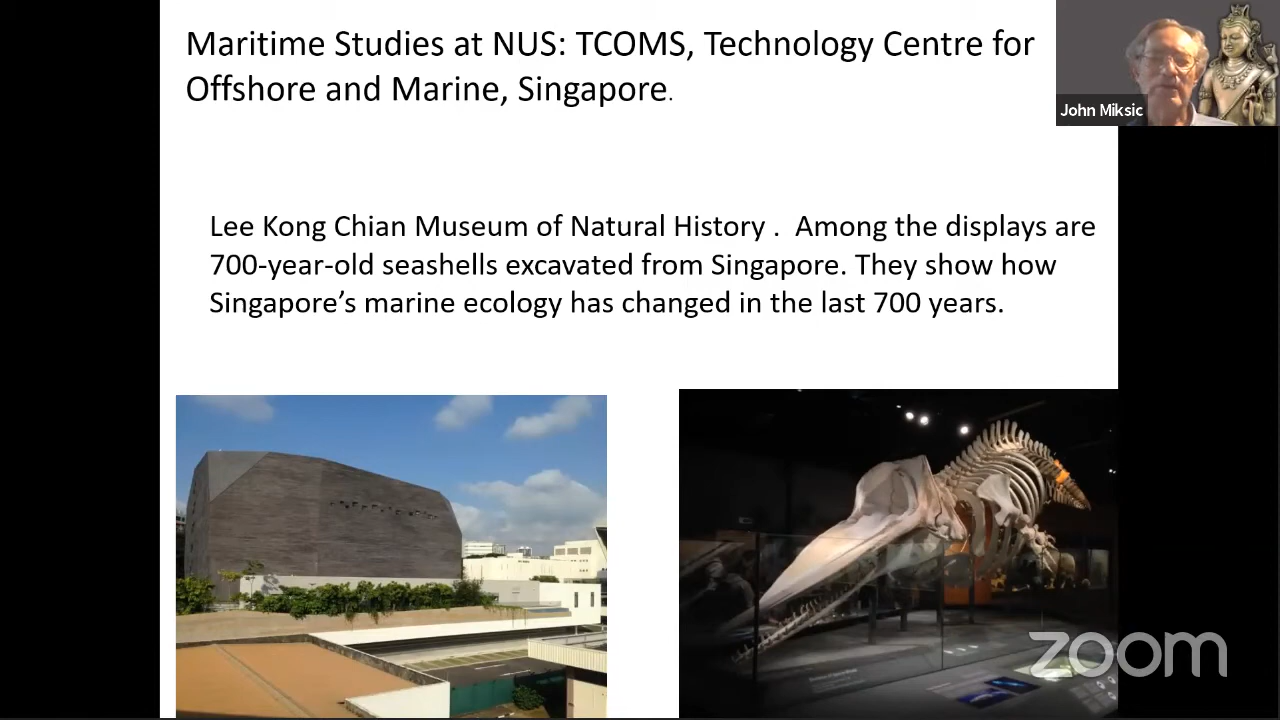 Maritime Studies at NUS: TCOMS, Technology Centre for
Offshore and Marine, Singapore.
John Miksic
Lee Kong Chian Museum of Natural History . Among the displays are
700-year-old seashells excavated from Singapore. They show how
Singapore’s marine ecology has changed in the last 700 years.
zoom